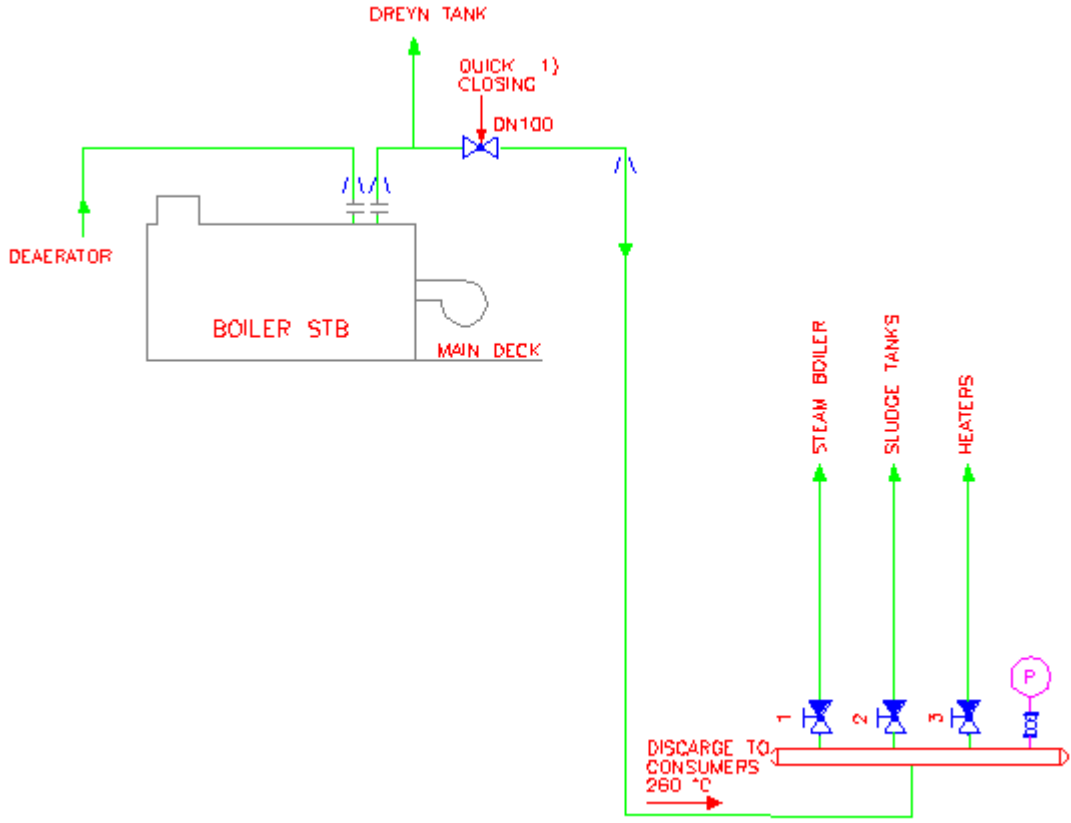 DREYN TANK
QUICK 1)
CLOSING
DN100
DEAERATOR
BOILER STB
MAIN DECK
STEAM BOILER
SLUDGE TANKS
HEATERS
P
1
2
3
DISCARGE TO
CONSUMERS
260 °C